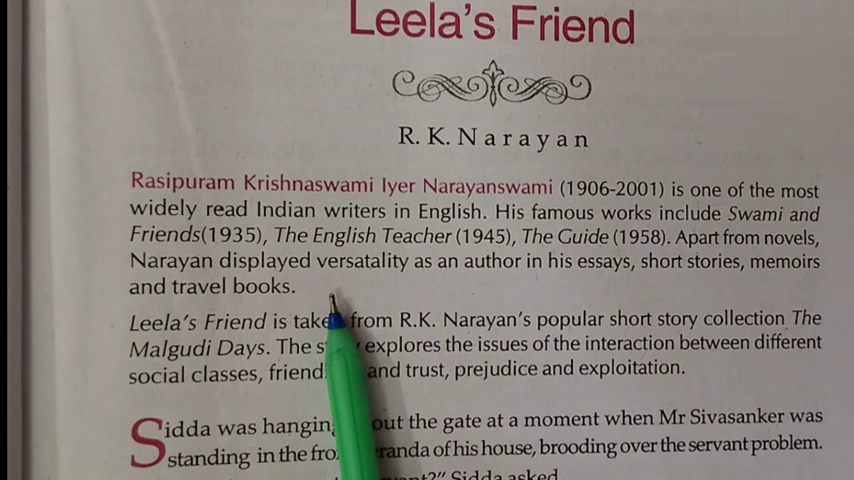 Leela's Friend
R. K. Narayan
Rasipuram Krishnaswami Iyer Narayanswami (1906-2001) is one of the most
widely read Indian writers in English. His famous works include Swami and
Friends(1935), The English Teacher (1945), The Guide (1958). Apart from novels,
Narayan displayed versatality as an author in his essays, short stories, memoirs
and travel books.
Leela's Friend is from R.K. Narayan's popular short story collection The
Malgudi Days. The explores the issues of the interaction between different
social classes, and trust, prejudice and exploitation.
Sidda was hanging out the gate at a moment when Mr Sivasanker was
standing in the of his house, brooding over the servant problem.
Sidda asked